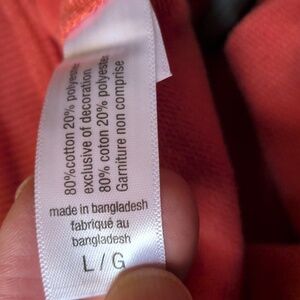 80%cotton 20% polyester
exclusive of decoration
80% coton 20% polyester
Garniture non comprise
made in bangladesh
fabriqué au
bangladesh
L / G